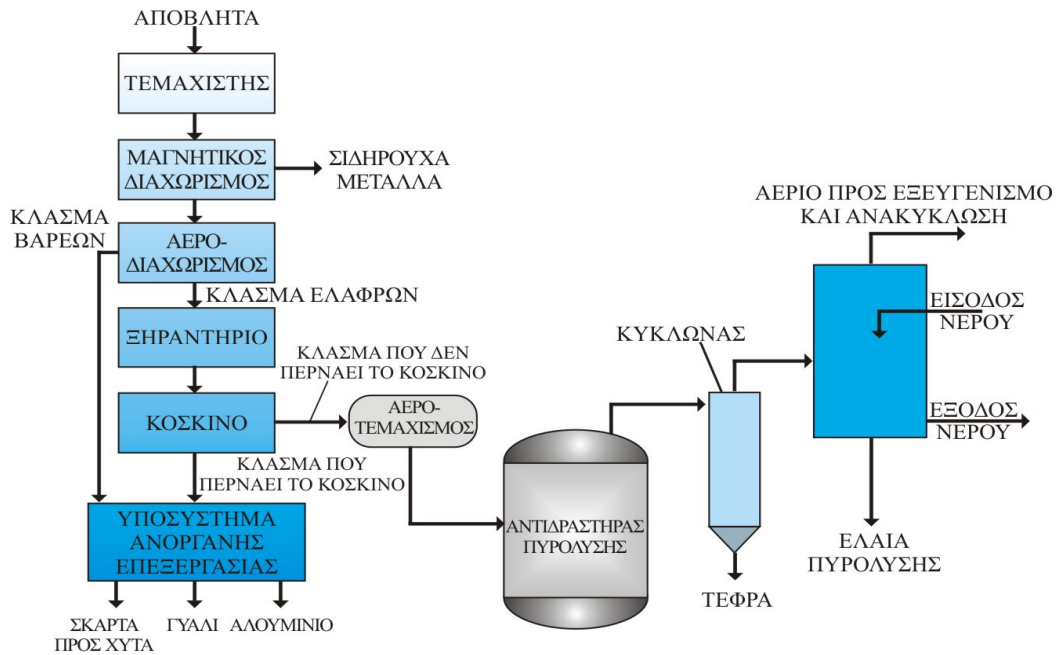 ΑΠΟΒΛΗΤΑ
ΤΕΜΑΧΙΣΤΗΣ
ΜΑΓΝΗΤΙΚΟΣ
ΔΙΑΧΩΡΙΣΜΟΣ
ΣΙΔΗΡΟΥΧΑ
ΜΕΤΑΛΛΑ
ΚΛΑΣΜΑ
ΒΑΡΕΩΝ
ΑΕΡΟ-
ΔΙΑΧΩΡΙΣΜΟΣ
ΚΛΑΣΜΑ ΕΛΑΦΡΩΝ
ΞΗΡΑΝΤΗΡΙΟ
ΚΛΑΣΜΑ ΠΟΥ ΔΕΝ
ΠΕΡΝΑΕΙ ΤΟ ΚΟΣΚΙΝΟ
ΚΟΣΚΙΝΟ
ΑΕΡΟ-
ΤΕΜΑΧΙΣΜΟΣ
ΚΛΑΣΜΑ ΠΟΥ
ΠΕΡΝΑΕΙ ΤΟ ΚΟΣΚΙΝΟ
ΥΠΟΣΥΣΤΗΜΑ
ΑΝΟΡΓΑΝΗΣ
ΕΠΕΞΕΡΓΑΣΙΑΣ
ΣΚΑΡΤΑ
ΠΡΟΣ ΧΥΤΑ
ΓΥΑΛΙ
ΑΛΟΥΜΙΝΙΟ
ΑΝΤΙΔΡΑΣΤΗΡΑΣ
ΠΥΡΟΛΥΣΗΣ
ΚΥΚΛΩΝΑΣ
ΤΕΦΡΑ
ΑΕΡΙΟ ΠΡΟΣ ΕΞΕΥΓΕΝΙΣΜΟ
ΚΑΙ ΑΝΑΚΥΚΛΩΣΗ
ΕΙΣΟΔΟΣ
ΝΕΡΟΥ
ΕΞΟΔΟΣ
ΝΕΡΟΥ
ΕΛΑΙΑ
ΠΥΡΟΛΥΣΗΣ